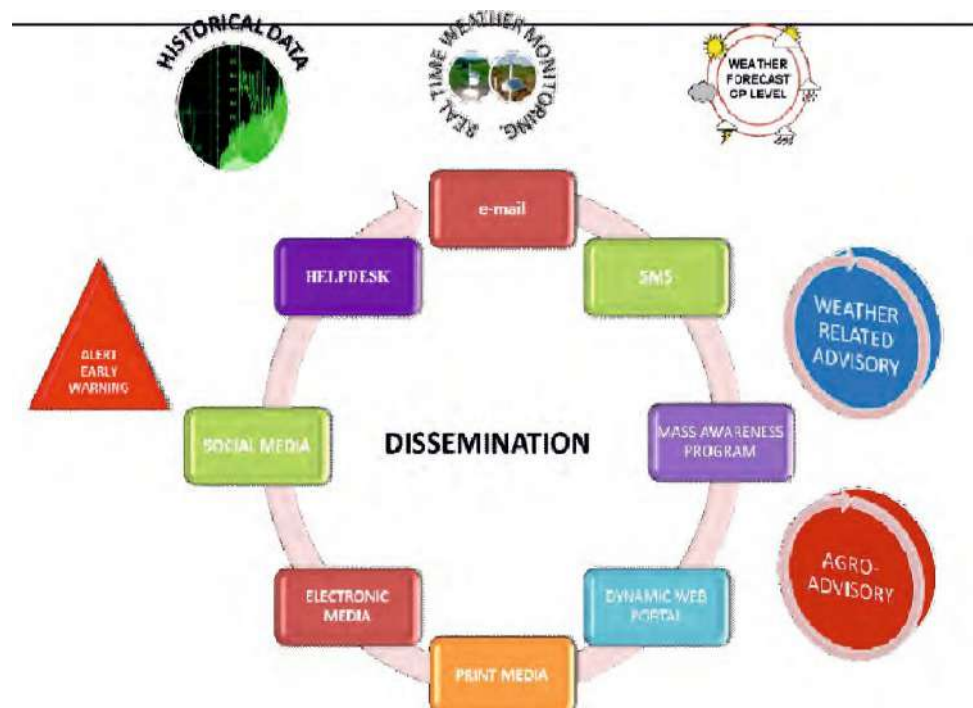 HISTORICAL DATA
REAL TIME WEATHER MONITORING.
WEATHER
FORECAST
GP LEVEL
e-mail
HELPDESK
SMS
ALERT
EARLY
WARNING
WEATHER
RELATED
ADVISORY
SOCIAL MEDIA
DISSEMINATION
MASS AWARENESS
PROGRAM
ELECTRONIC
MEDIA
DYNAMIC WEB
PORTAL
AGRO-
ADVISORY
PRINT MEDIA